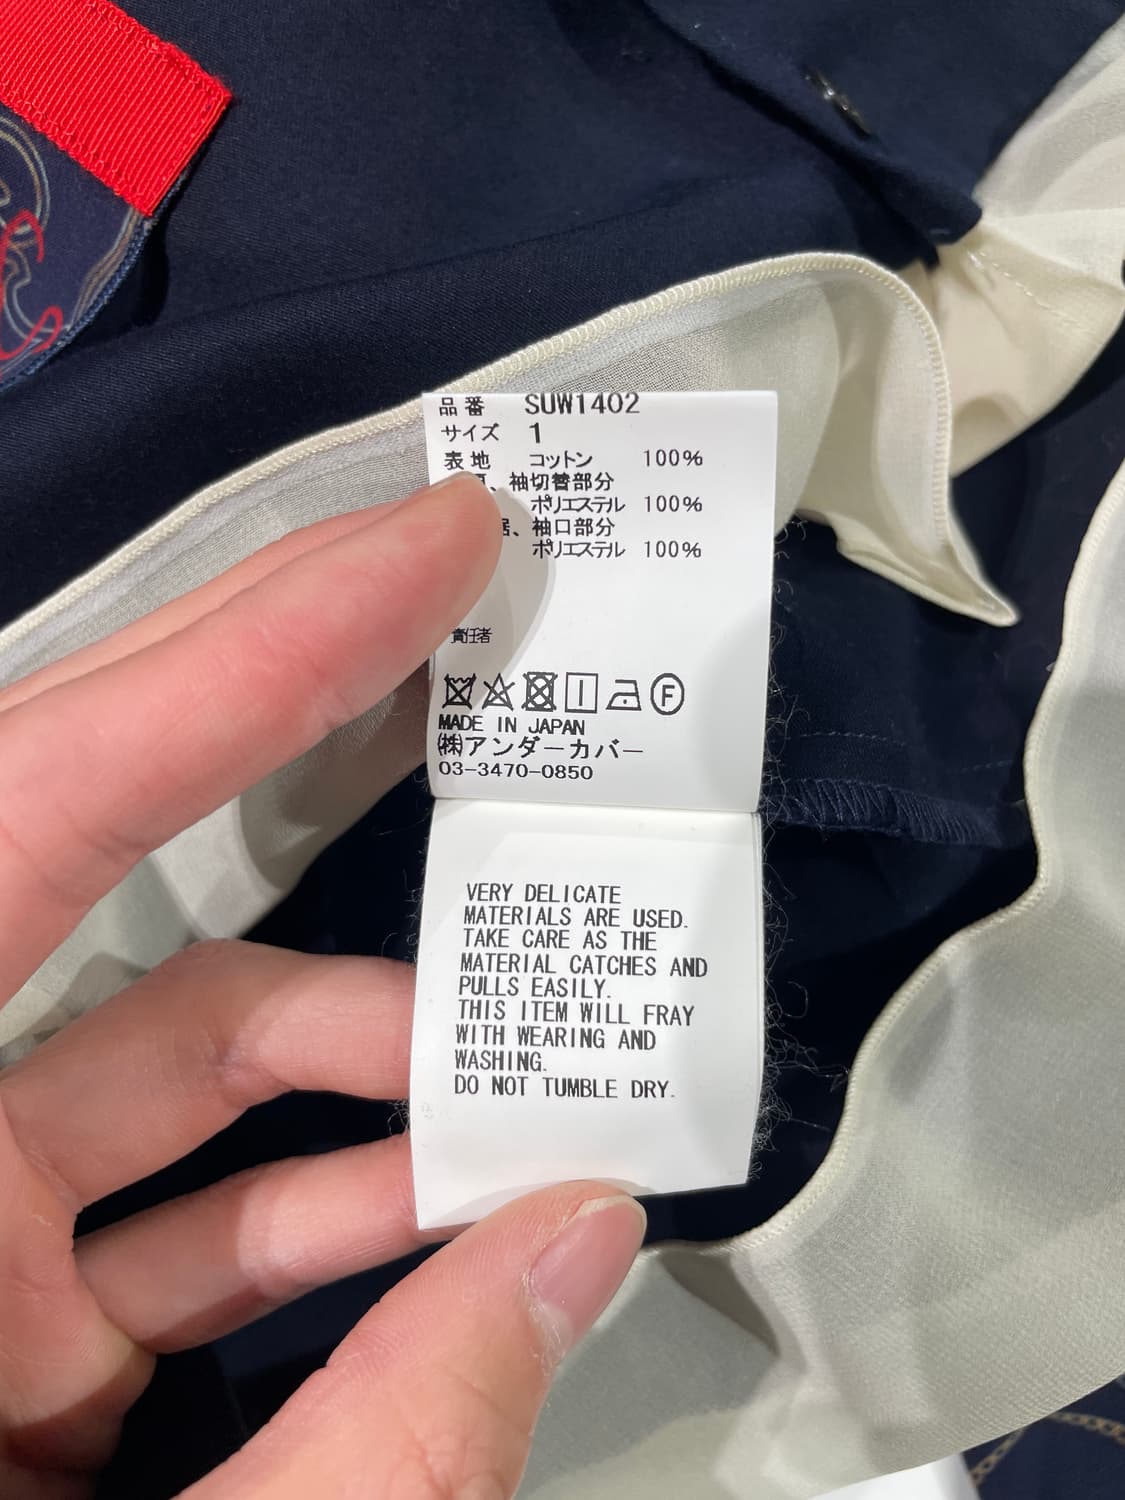 品番 SUW1402
サイズ 1
表地 コットン 100%
、袖切替部分
ポリエステル 100%
、袖口部分
ポリエステル 100%
責任者
F
MADE IN JAPAN
(株)アンダーカバー
03-3470-0850
VERY DELICATE
MATERIALS ARE USED.
TAKE CARE AS THE
MATERIAL CATCHES AND
PULLS EASILY.
THIS ITEM WILL FRAY
WITH WEARING AND
WASHING.
DO NOT TUMBLE DRY.